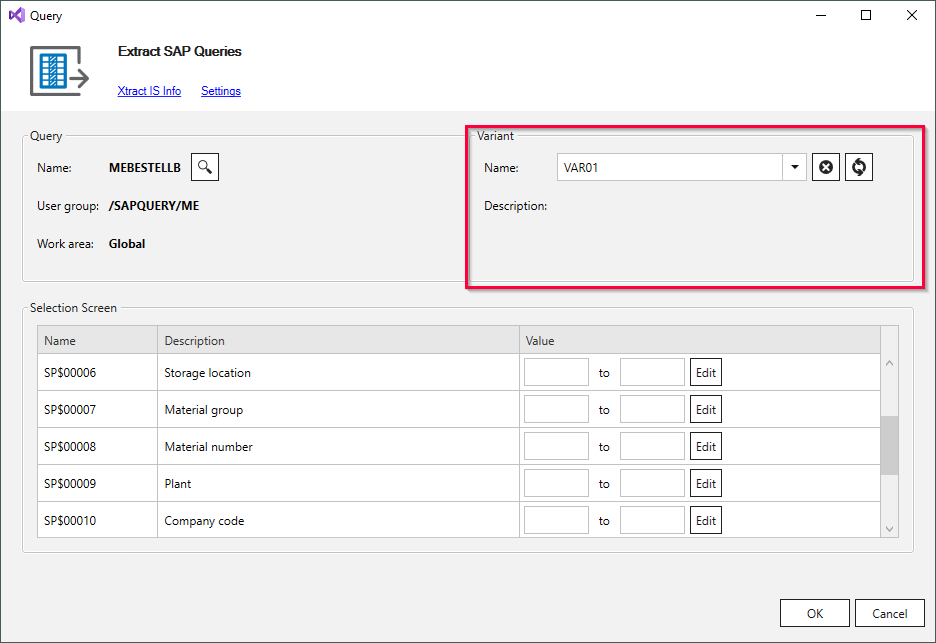 Query
Extract SAP Queries
Xtract IS Info Settings
Query
Name: MEBESTELLB
User group: /SAPQUERY/ME
Work area: Global
Variant
Name: VAR01
Description:
Selection Screen
Name Description Value
SP$00006 Storage location to Edit
SP$00007 Material group to Edit
SP$00008 Material number to Edit
SP$00009 Plant to Edit
SP$00010 Company code to Edit
OK Cancel